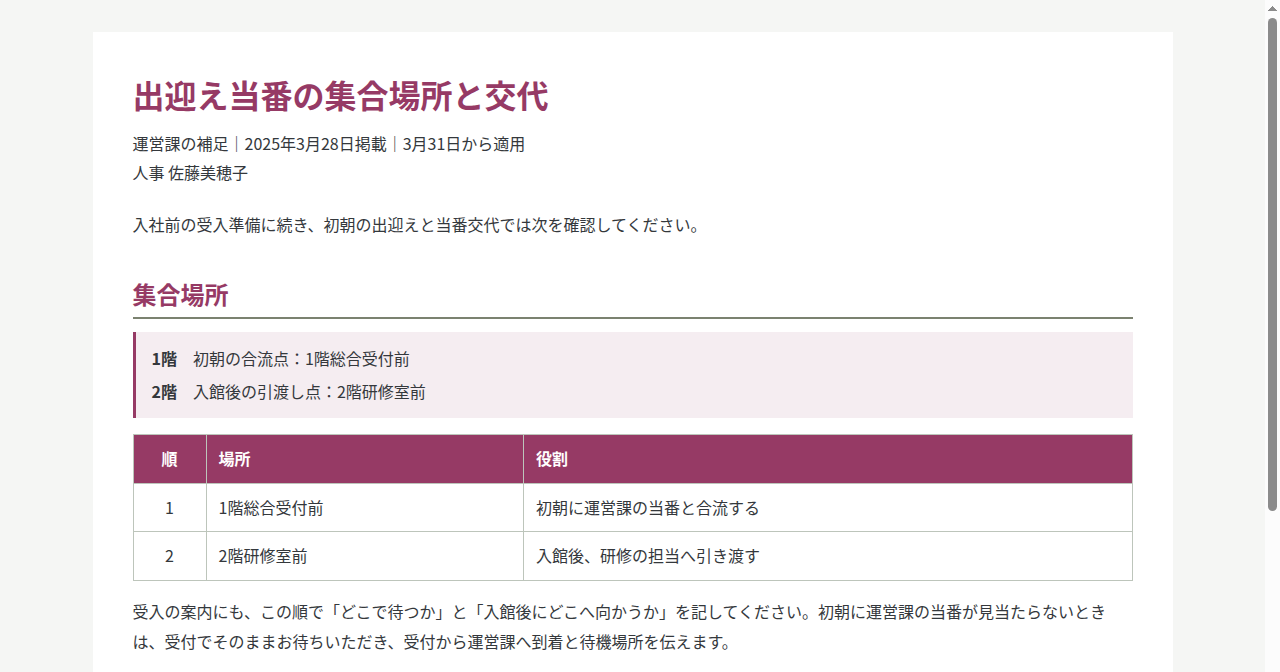 出迎え当番の集合場所と交代
運営課の補足｜2025年3月28日掲載｜3月31日から適用
人事 佐藤美穂子
入社前の受入準備に続き、初朝の出迎えと当番交代では次を確認してください。
集合場所
1階 初朝の合流点：1階総合受付前
2階 入館後の引渡し点：2階研修室前
順 場所 役割
1 1階総合受付前 初朝に運営課の当番と合流する
2 2階研修室前 入館後、研修の担当へ引き渡す
受入の案内にも、この順で「どこで待つか」と「入館後にどこへ向かうか」を記してください。初朝に運営課の当番が見当たらないとき
は、受付でそのままお待ちいただき、受付から運営課へ到着と待機場所を伝えます。